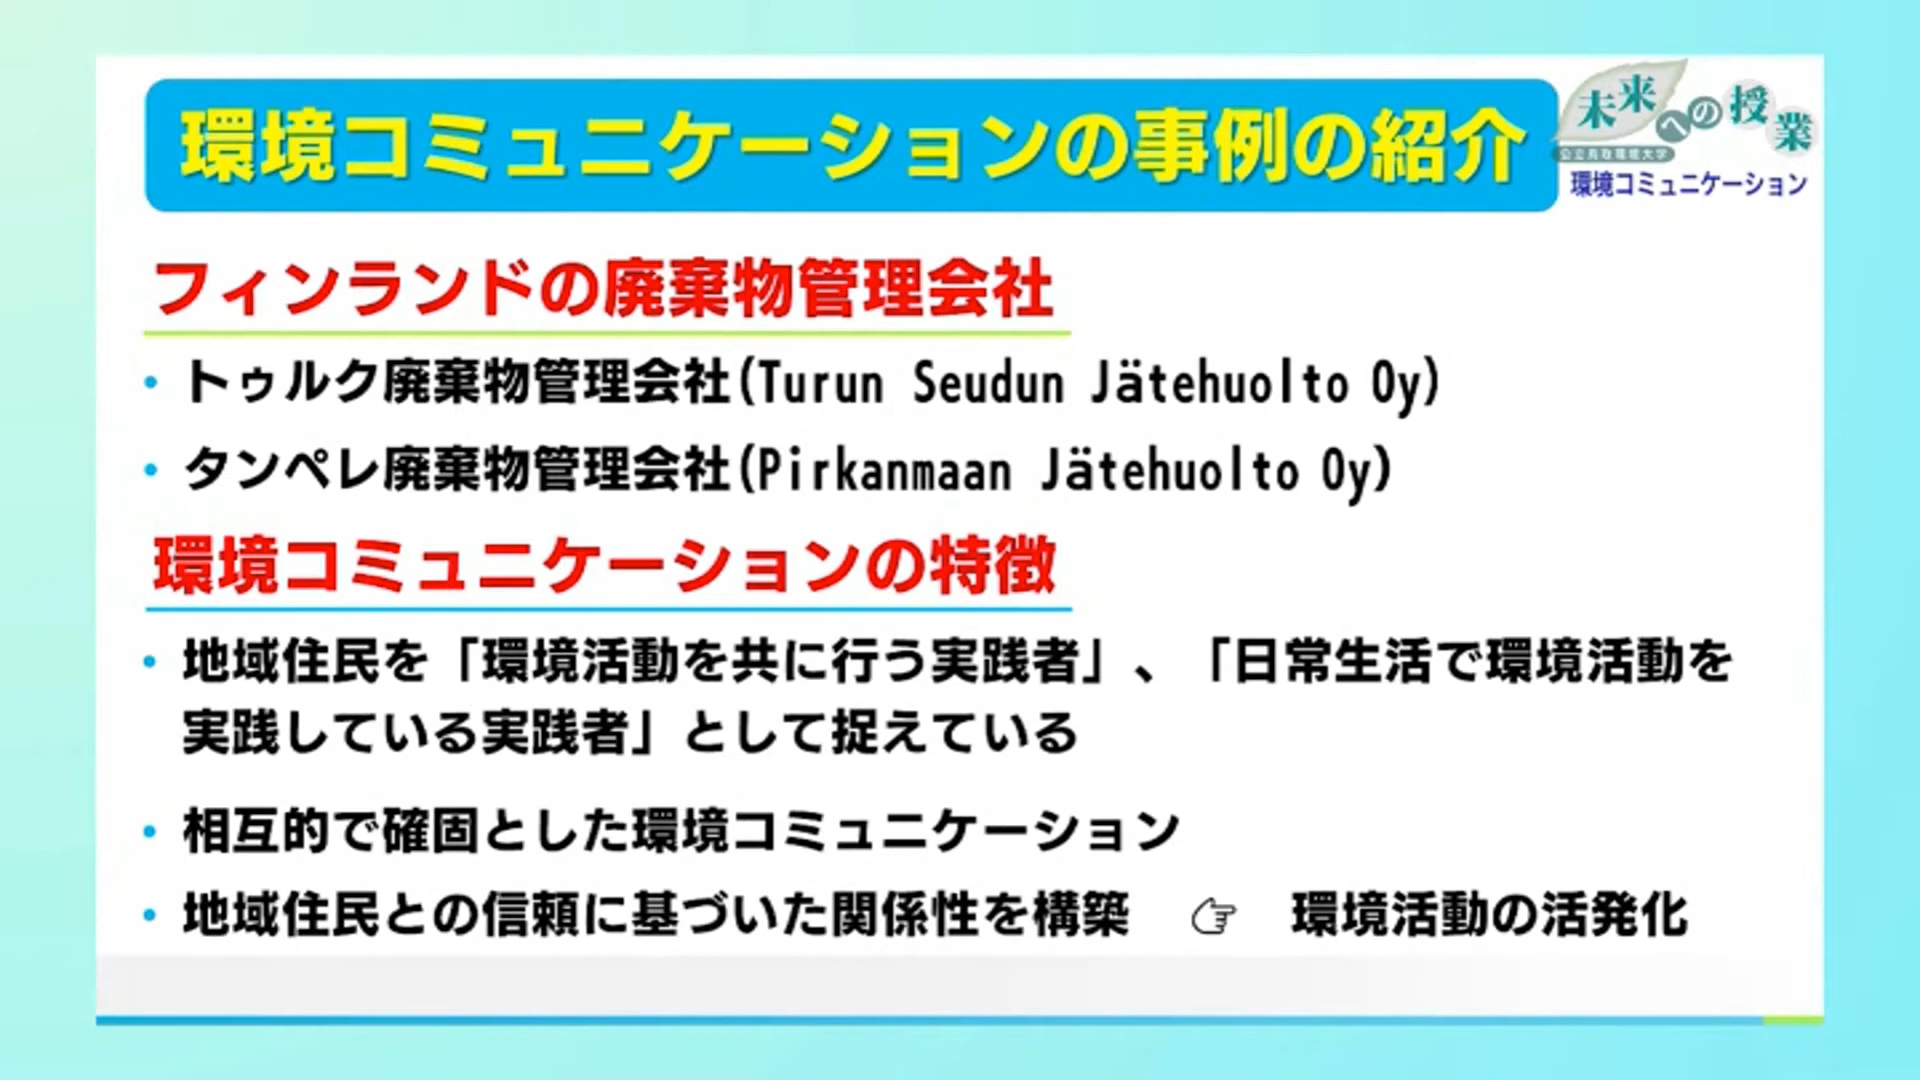 環境コミュニケーションの事例の紹介
未来への授業
公立鳥取環境大学
環境コミュニケーション
フィンランドの廃棄物管理会社
• トゥルク廃棄物管理会社(Turun Seudun Jätehuolto Oy)
• タンペレ廃棄物管理会社(Pirkanmaan Jätehuolto Oy)
環境コミュニケーションの特徴
• 地域住民を「環境活動を共に行う実践者」、「日常生活で環境活動を
実践している実践者」として捉えている
• 相互的で確固とした環境コミュニケーション
• 地域住民との信頼に基づいた関係性を構築 ☞ 環境活動の活発化